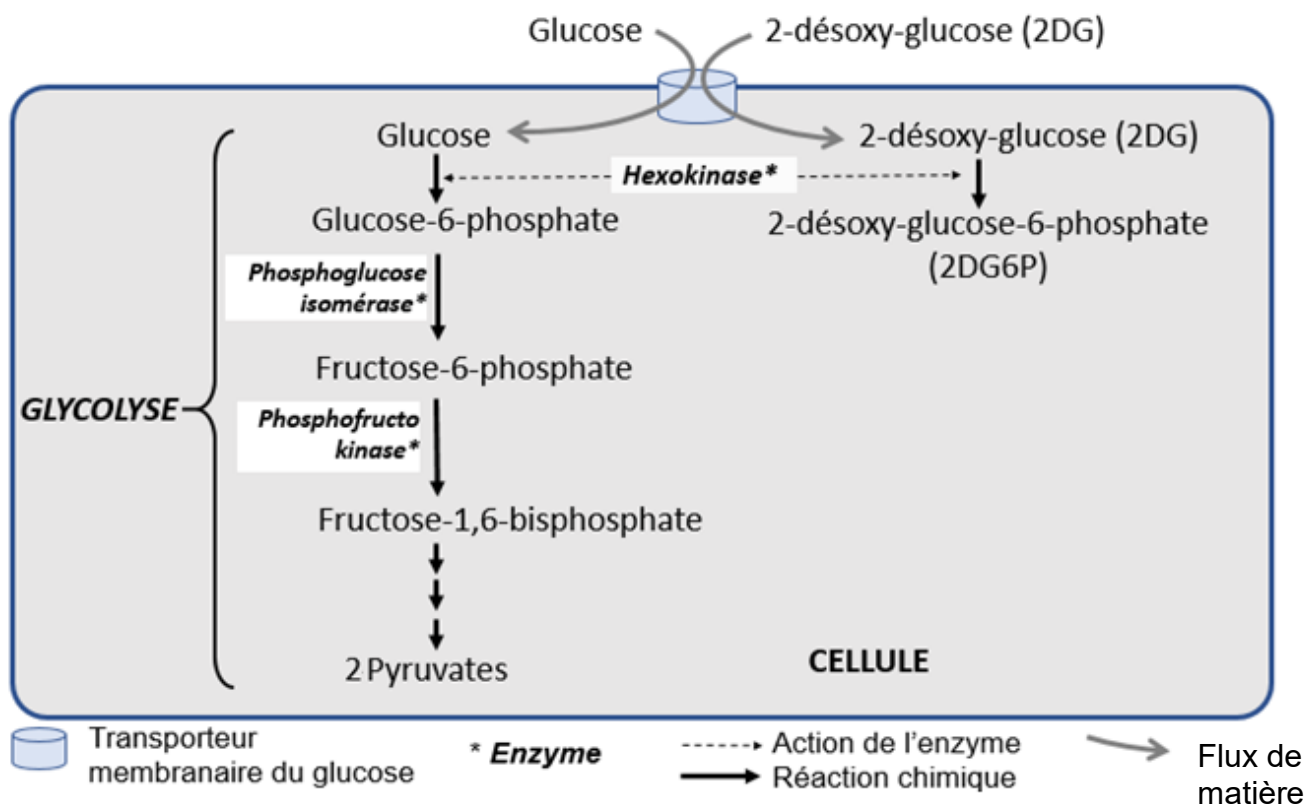 Glucose 2-désoxy-glucose (2DG)
Glucose 2-désoxy-glucose (2DG)
Hexokinase*
Glucose-6-phosphate 2-désoxy-glucose-6-phosphate
(2DG6P)
Phosphoglucose
isomérase*
Fructose-6-phosphate
GLYCOLYSE
Phosphofructo
kinase*
Fructose-1,6-bisphosphate
2 Pyruvates
CELLULE
Transporteur
membranaire du glucose
* Enzyme
Action de l'enzyme
Réaction chimique
Flux de
matière